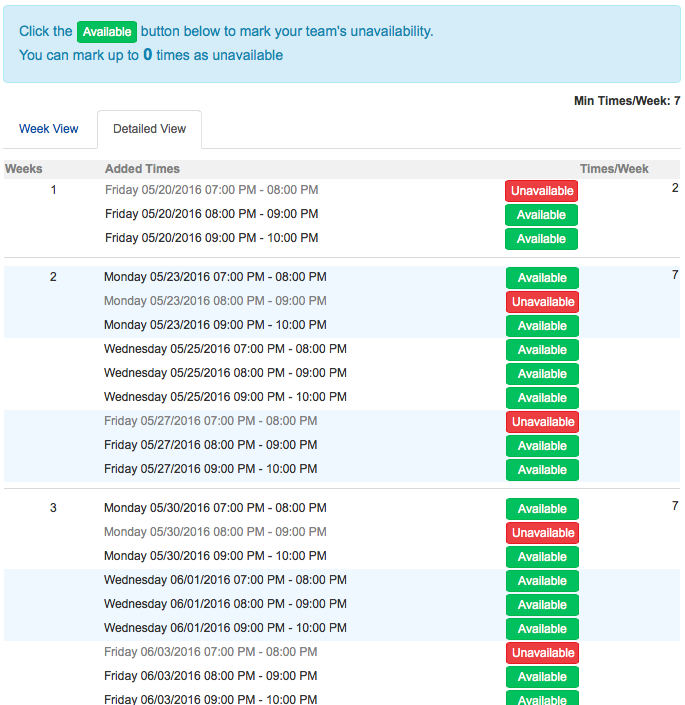 Click the Available button below to mark your team's unavailability.
You can mark up to 0 times as unavailable
Min Times/Week: 7
Week View Detailed View
Weeks Added Times Times/Week
1 Friday 05/20/2016 07:00 PM - 08:00 PM Unavailable 2
Friday 05/20/2016 08:00 PM - 09:00 PM Available
Friday 05/20/2016 09:00 PM - 10:00 PM Available
2 Monday 05/23/2016 07:00 PM - 08:00 PM Available 7
Monday 05/23/2016 08:00 PM - 09:00 PM Unavailable
Monday 05/23/2016 09:00 PM - 10:00 PM Available
Wednesday 05/25/2016 07:00 PM - 08:00 PM Available
Wednesday 05/25/2016 08:00 PM - 09:00 PM Available
Wednesday 05/25/2016 09:00 PM - 10:00 PM Available
Friday 05/27/2016 07:00 PM - 08:00 PM Unavailable
Friday 05/27/2016 08:00 PM - 09:00 PM Available
Friday 05/27/2016 09:00 PM - 10:00 PM Available
3 Monday 05/30/2016 07:00 PM - 08:00 PM Available 7
Monday 05/30/2016 08:00 PM - 09:00 PM Unavailable
Monday 05/30/2016 09:00 PM - 10:00 PM Available
Wednesday 06/01/2016 07:00 PM - 08:00 PM Available
Wednesday 06/01/2016 08:00 PM - 09:00 PM Available
Wednesday 06/01/2016 09:00 PM - 10:00 PM Available
Friday 06/03/2016 07:00 PM - 08:00 PM Unavailable
Friday 06/03/2016 08:00 PM - 09:00 PM Available
Friday 06/03/2016 09:00 PM - 10:00 PM Available